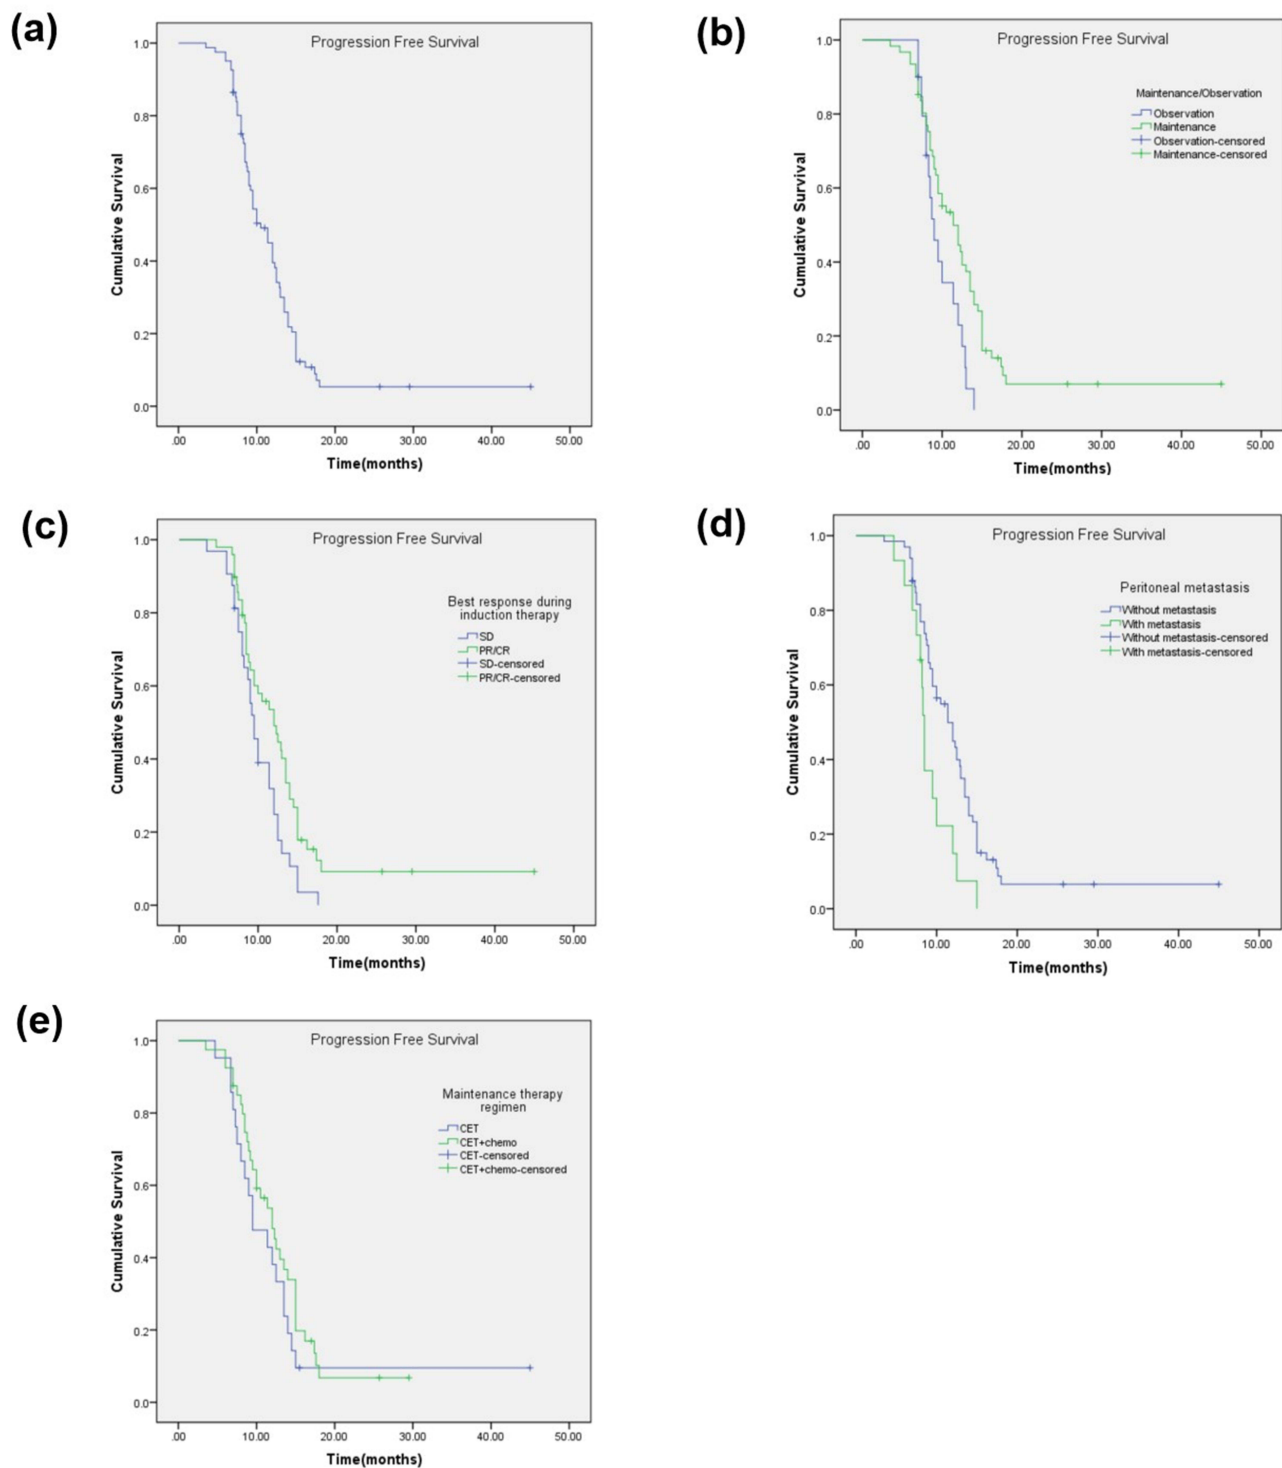 (a)
Progression Free Survival
1.0
0.8
0.6
0.4
0.2
0.0
Cumulative Survival
.00 10.00 20.00 30.00 40.00 50.00
Time(months)
(b)
Progression Free Survival
Maintenance/Observation
Observation
Maintenance
Observation-censored
Maintenance-censored
1.0
0.8
0.6
0.4
0.2
0.0
Cumulative Survival
.00 10.00 20.00 30.00 40.00 50.00
Time(months)
(c)
Progression Free Survival
Best response during
induction therapy
SD
PR/CR
SD-censored
PR/CR-censored
1.0
0.8
0.6
0.4
0.2
0.0
Cumulative Survival
.00 10.00 20.00 30.00 40.00 50.00
Time(months)
(d)
Progression Free Survival
Peritoneal metastasis
Without metastasis
With metastasis
Without metastasis-censored
With metastasis-censored
1.0
0.8
0.6
0.4
0.2
0.0
Cumulative Survival
.00 10.00 20.00 30.00 40.00 50.00
Time(months)
(e)
Progression Free Survival
Maintenance therapy
regimen
CET
CET+chemo
CET-censored
CET+chemo-censored
1.0
0.8
0.6
0.4
0.2
0.0
Cumulative Survival
.00 10.00 20.00 30.00 40.00 50.00
Time(months)